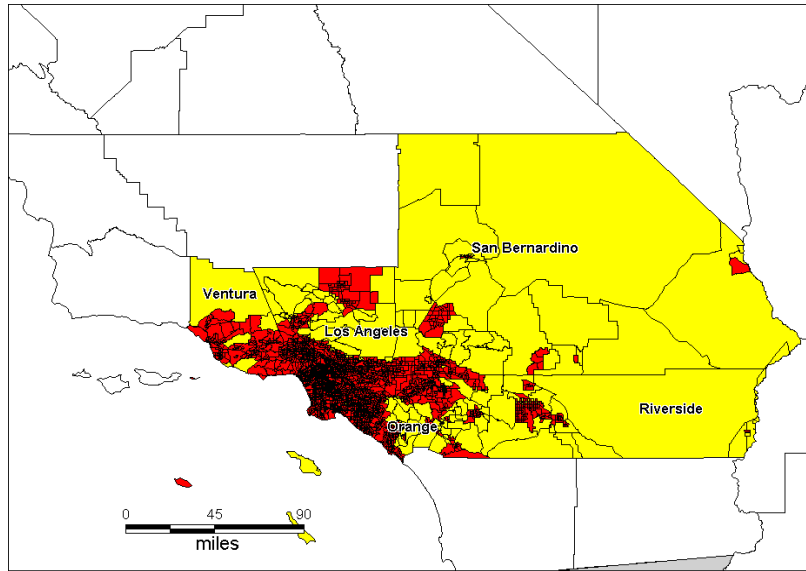 San Bernardino
Ventura
Los Angeles
Riverside
Orange
0 45 90
miles